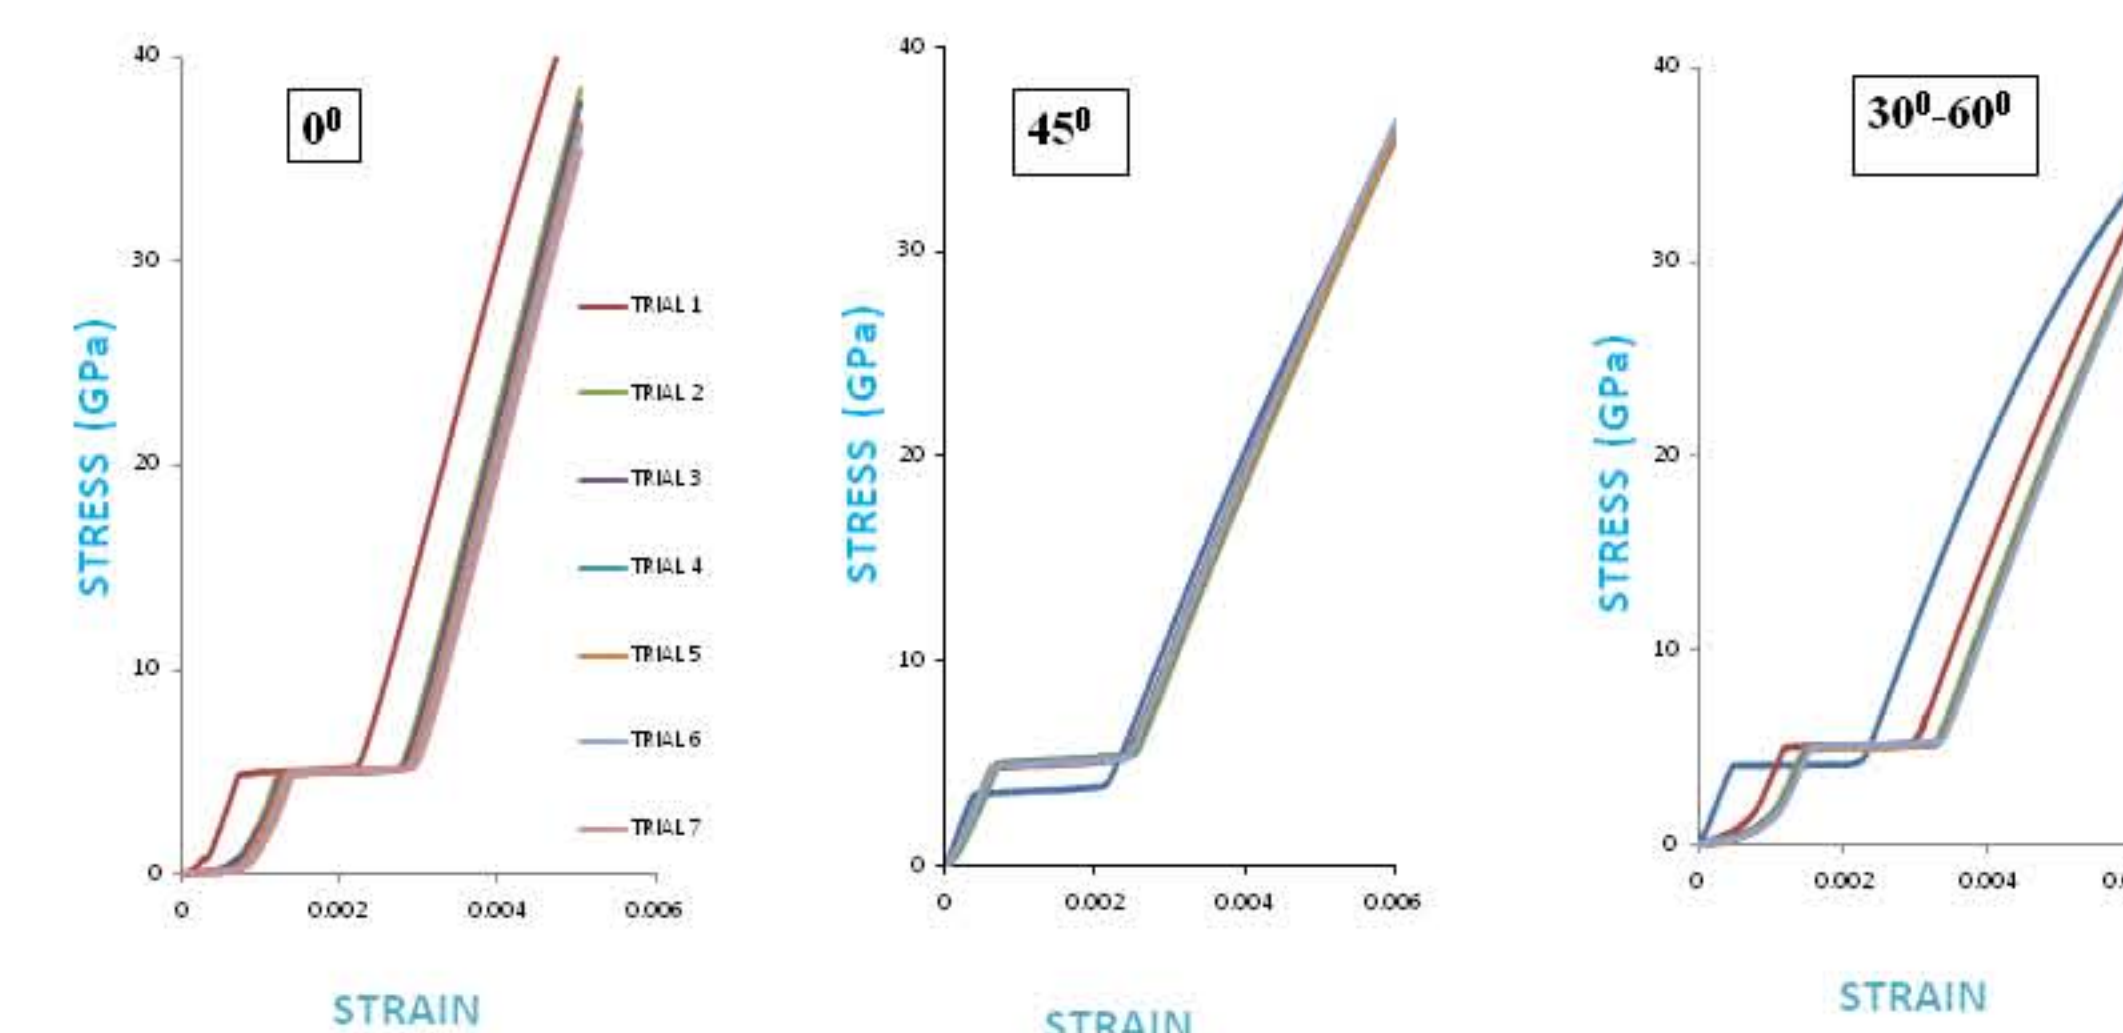 0⁰
STRESS (GPa)
40
30
20
10
0
0 0.002 0.004 0.006
STRAIN
TRIAL 1
TRIAL 2
TRIAL 3
TRIAL 4
TRIAL 5
TRIAL 6
TRIAL 7
45⁰
STRESS (GPa)
40
30
20
10
0
0 0.002 0.004 0.006
STRAIN
30⁰-60⁰
STRESS (GPa)
40
30
20
10
0
0 0.002 0.004
STRAIN